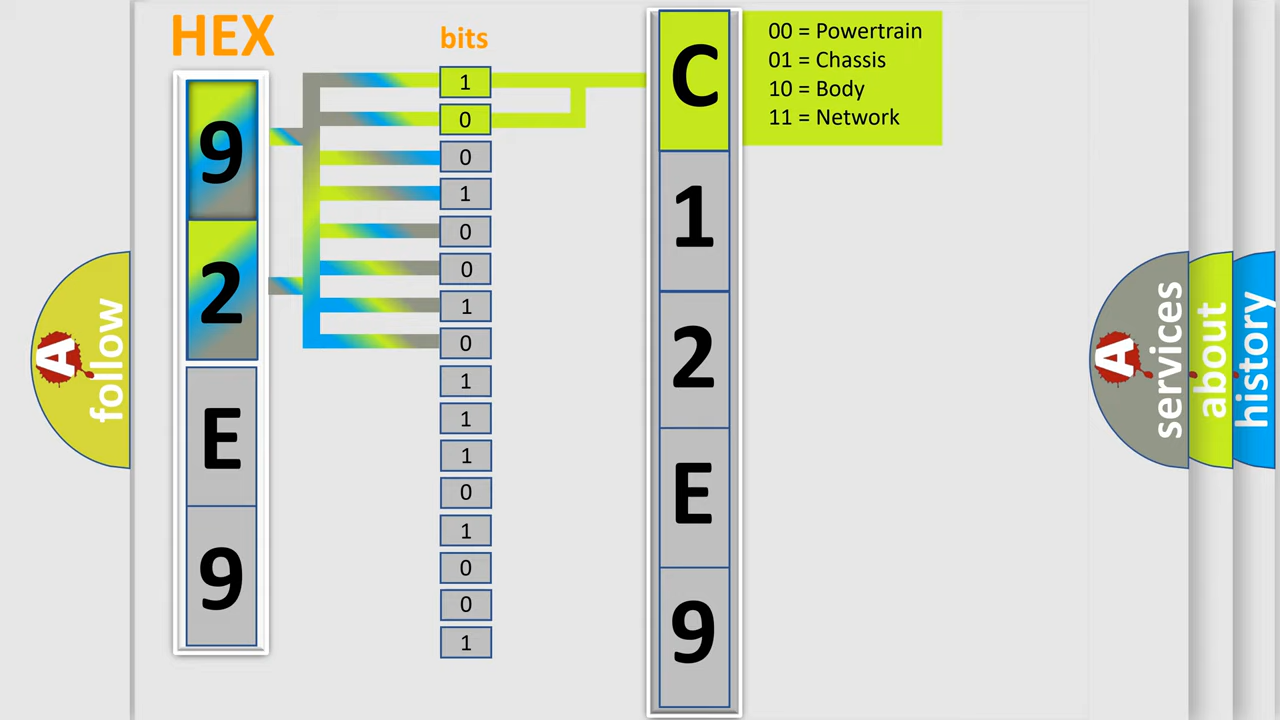 HEX
bits
9
2
E
9
1
0
0
1
0
0
1
0
1
1
1
0
1
0
0
1
C
1
2
E
9
00 = Powertrain
01 = Chassis
10 = Body
11 = Network
A
follow
A
services
about
history